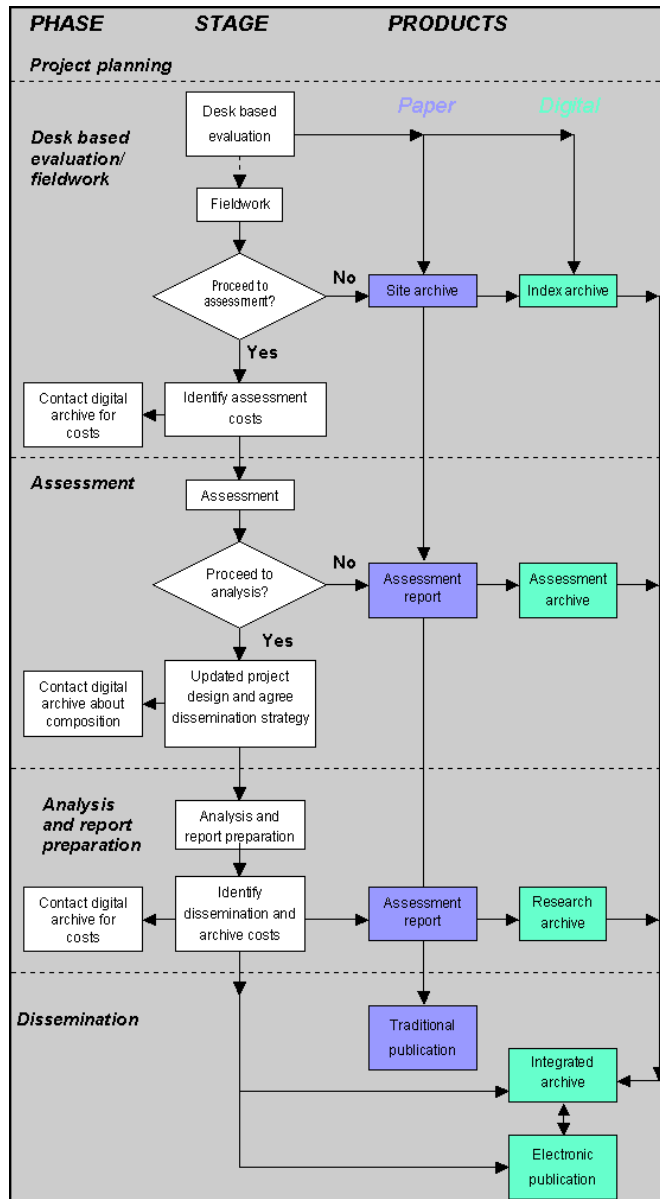 PHASE STAGE PRODUCTS
Project planning
Paper Digital
Desk based
evaluation
Desk based
evaluation/
fieldwork
Fieldwork
Proceed to
assessment?
No
Site archive
Index archive
Yes
Contact digital
archive for
costs
Identify assessment
costs
Assessment
Assessment
Proceed to
analysis?
No
Assessment
report
Assessment
archive
Yes
Contact digital
archive about
composition
Updated project
design and agree
dissemination strategy
Analysis
and report
preparation
Analysis and
report preparation
Contact digital
archive for
costs
Identify
dissemination and
archive costs
Assessment
report
Research
archive
Dissemination
Traditional
publication
Integrated
archive
Electronic
publication